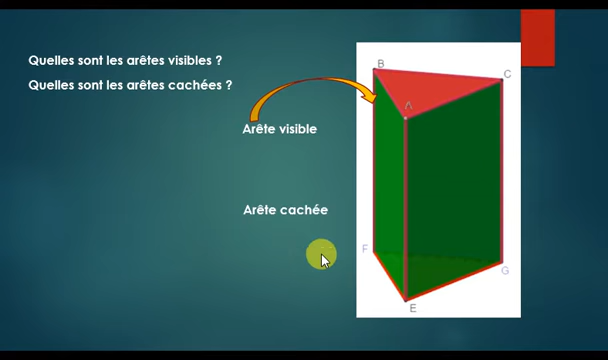 Quelles sont les arêtes visibles ?
Quelles sont les arêtes cachées ?
Arête visible
Arête cachée
B
C
A
F
G
E